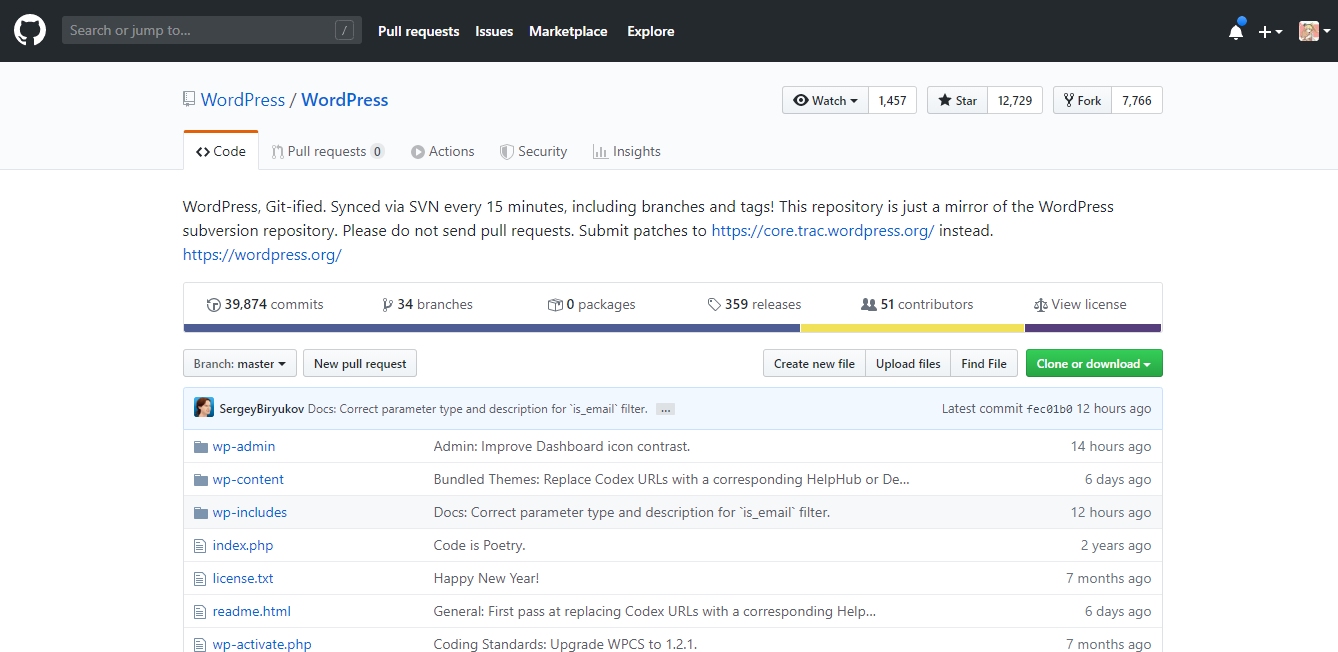 Search or jump to... /
Pull requests Issues Marketplace Explore
WordPress / WordPress
Watch 1,457 Star 12,729 Fork 7,766
Code Pull requests 0 Actions Security Insights
WordPress, Git-ified. Synced via SVN every 15 minutes, including branches and tags! This repository is just a mirror of the WordPress
subversion repository. Please do not send pull requests. Submit patches to https://core.trac.wordpress.org/ instead.
https://wordpress.org/
39,874 commits 34 branches 0 packages 359 releases 51 contributors View license
Branch: master New pull request Create new file Upload files Find File Clone or download
SergeyBiryukov Docs: Correct parameter type and description for `is_email` filter. ... Latest commit fec01b0 12 hours ago
wp-admin Admin: Improve Dashboard icon contrast. 14 hours ago
wp-content Bundled Themes: Replace Codex URLs with a corresponding HelpHub or De... 6 days ago
wp-includes Docs: Correct parameter type and description for `is_email` filter. 12 hours ago
index.php Code is Poetry. 2 years ago
license.txt Happy New Year! 7 months ago
readme.html General: First pass at replacing Codex URLs with a corresponding Help... 6 days ago
wp-activate.php Coding Standards: Upgrade WPCS to 1.2.1. 7 months ago